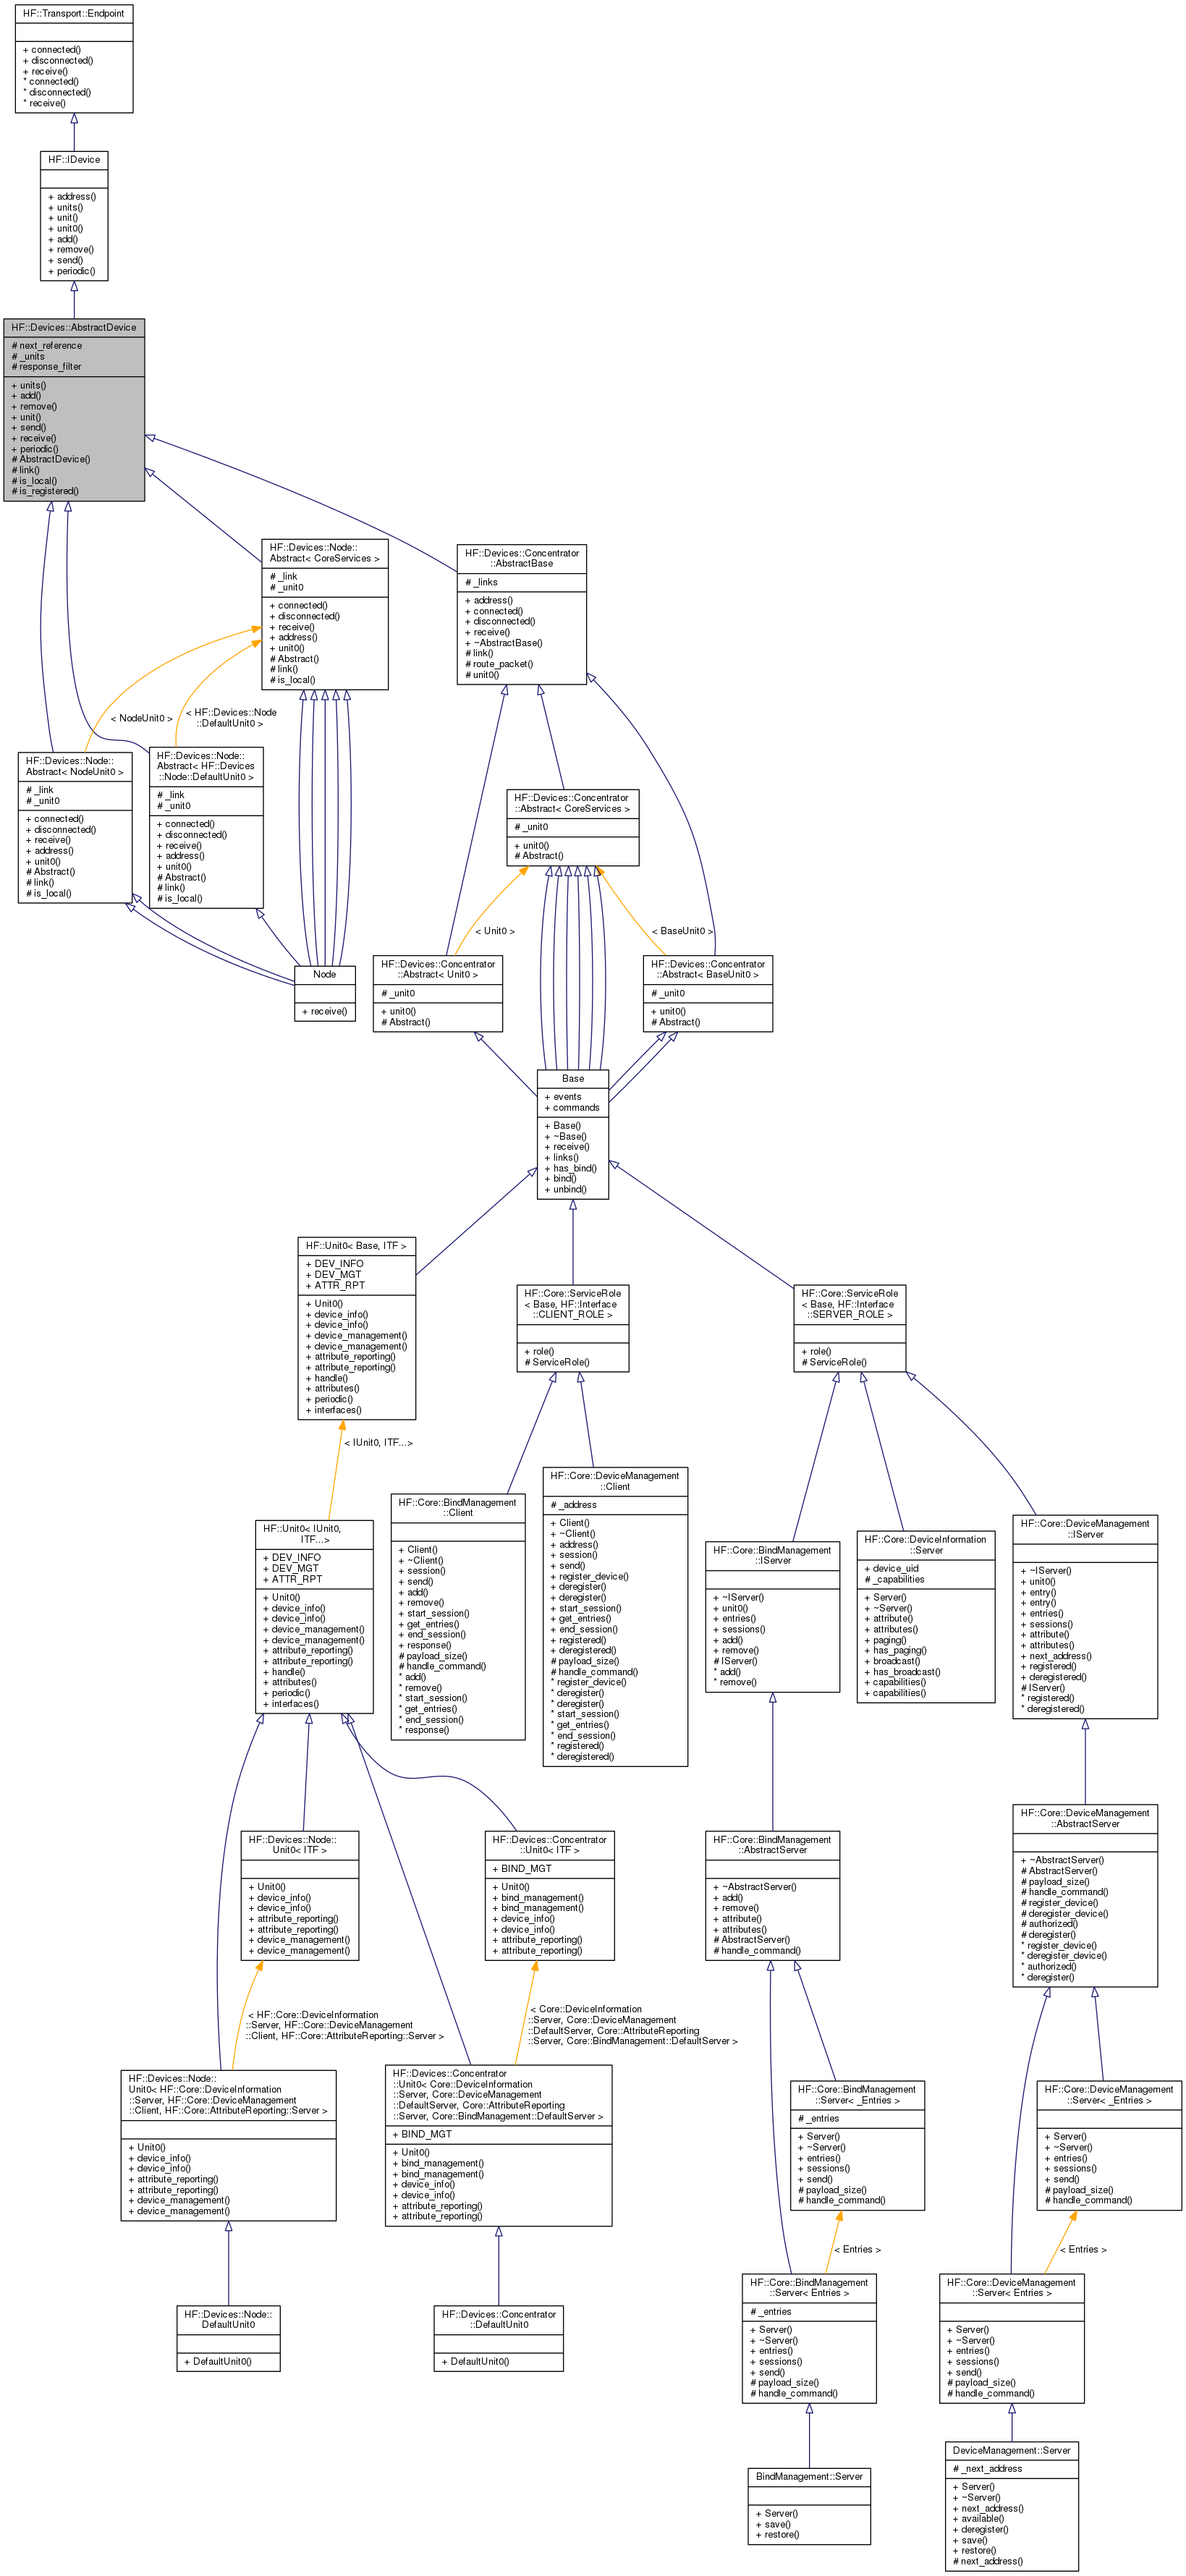 HF::Transport::Endpoint
+ connected()
+ disconnected()
+ receive()
* connected()
* disconnected()
* receive()
HF::IDevice
+ address()
+ units()
+ unit()
+ unit0()
+ add()
+ remove()
+ send()
+ periodic()
HF::Devices::AbstractDevice
# next_reference
# _units
# response_filter
+ units()
+ add()
+ remove()
+ unit()
+ send()
+ receive()
+ periodic()
# AbstractDevice()
# link()
# is_local()
# is_registered()
HF::Devices::Node::
Abstract< CoreServices >
# _link
# _unit0
+ connected()
+ disconnected()
+ receive()
+ address()
+ unit0()
# Abstract()
# link()
# is_local()
HF::Devices::Concentrator
::AbstractBase
# _links
+ address()
+ connected()
+ disconnected()
+ receive()
+ ~AbstractBase()
# link()
# route_packet()
# unit0()
< NodeUnit0 >
< HF::Devices::Node
::DefaultUnit0 >
HF::Devices::Node::
Abstract< NodeUnit0 >
# _link
# _unit0
+ connected()
+ disconnected()
+ receive()
+ address()
+ unit0()
# Abstract()
# link()
# is_local()
HF::Devices::Node::
Abstract< HF::Devices
::Node::DefaultUnit0 >
# _link
# _unit0
+ connected()
+ disconnected()
+ receive()
+ address()
+ unit0()
# Abstract()
# link()
# is_local()
HF::Devices::Concentrator
::Abstract< CoreServices >
# _unit0
+ unit0()
# Abstract()
< Unit0 >
< BaseUnit0 >
Node
+ receive()
HF::Devices::Concentrator
::Abstract< Unit0 >
# _unit0
+ unit0()
# Abstract()
HF::Devices::Concentrator
::Abstract< BaseUnit0 >
# _unit0
+ unit0()
# Abstract()
Base
+ events
+ commands
+ Base()
+ ~Base()
+ receive()
+ links()
+ has_bind()
+ bind()
+ unbind()
HF::Unit0< Base, ITF >
+ DEV_INFO
+ DEV_MGT
+ ATTR_RPT
+ Unit0()
+ device_info()
+ device_info()
+ device_management()
+ device_management()
+ attribute_reporting()
+ attribute_reporting()
+ handle()
+ attributes()
+ periodic()
+ interfaces()
HF::Core::ServiceRole
< Base, HF::Interface
::CLIENT_ROLE >
+ role()
# ServiceRole()
HF::Core::ServiceRole
< Base, HF::Interface
::SERVER_ROLE >
+ role()
# ServiceRole()
< IUnit0, ITF...>
HF::Unit0< IUnit0,
ITF...>
+ DEV_INFO
+ DEV_MGT
+ ATTR_RPT
+ Unit0()
+ device_info()
+ device_info()
+ device_management()
+ device_management()
+ attribute_reporting()
+ attribute_reporting()
+ handle()
+ attributes()
+ periodic()
+ interfaces()
HF::Core::BindManagement
::Client
+ Client()
+ ~Client()
+ session()
+ send()
+ add()
+ remove()
+ start_session()
+ get_entries()
+ end_session()
+ response()
# payload_size()
# handle_command()
* add()
* remove()
* start_session()
* get_entries()
* end_session()
* response()
HF::Core::DeviceManagement
::Client
# _address
+ Client()
+ ~Client()
+ address()
+ session()
+ send()
+ register_device()
+ deregister()
+ deregister()
+ start_session()
+ get_entries()
+ end_session()
+ registered()
+ deregistered()
# payload_size()
# handle_command()
* register_device()
* deregister()
* deregister()
* start_session()
* get_entries()
* end_session()
* registered()
* deregistered()
HF::Core::BindManagement
::IServer
+ ~IServer()
+ unit0()
+ entries()
+ sessions()
+ add()
+ remove()
# IServer()
* add()
* remove()
HF::Core::DeviceInformation
::Server
+ device_uid
# _capabilities
+ Server()
+ ~Server()
+ attribute()
+ attributes()
+ paging()
+ has_paging()
+ broadcast()
+ has_broadcast()
+ capabilities()
+ capabilities()
HF::Core::DeviceManagement
::IServer
+ ~IServer()
+ unit0()
+ entry()
+ entry()
+ entries()
+ sessions()
+ attribute()
+ attributes()
+ next_address()
+ registered()
+ deregistered()
# IServer()
* registered()
* deregistered()
HF::Devices::Node::
Unit0< ITF >
+ Unit0()
+ device_info()
+ device_info()
+ attribute_reporting()
+ attribute_reporting()
+ device_management()
+ device_management()
HF::Devices::Concentrator
::Unit0< ITF >
+ BIND_MGT
+ Unit0()
+ bind_management()
+ bind_management()
+ device_info()
+ device_info()
+ attribute_reporting()
+ attribute_reporting()
HF::Core::BindManagement
::AbstractServer
+ ~AbstractServer()
+ add()
+ remove()
+ attribute()
+ attributes()
# AbstractServer()
# handle_command()
HF::Core::DeviceManagement
::AbstractServer
+ ~AbstractServer()
# AbstractServer()
# payload_size()
# handle_command()
# register_device()
# deregister_device()
# authorized()
# deregister()
* register_device()
* deregister_device()
* authorized()
* deregister()
< HF::Core::DeviceInformation
::Server, HF::Core::DeviceManagement
::Client, HF::Core::AttributeReporting::Server >
< Core::DeviceInformation
::Server, Core::DeviceManagement
::DefaultServer, Core::AttributeReporting
::Server, Core::BindManagement::DefaultServer >
HF::Devices::Node::
Unit0< HF::Core::DeviceInformation
::Server, HF::Core::DeviceManagement
::Client, HF::Core::AttributeReporting::Server >
+ Unit0()
+ device_info()
+ device_info()
+ attribute_reporting()
+ attribute_reporting()
+ device_management()
+ device_management()
HF::Devices::Concentrator
::Unit0< Core::DeviceInformation
::Server, Core::DeviceManagement
::DefaultServer, Core::AttributeReporting
::Server, Core::BindManagement::DefaultServer >
+ BIND_MGT
+ Unit0()
+ bind_management()
+ bind_management()
+ device_info()
+ device_info()
+ attribute_reporting()
+ attribute_reporting()
HF::Core::BindManagement
::Server< _Entries >
# _entries
+ Server()
+ ~Server()
+ entries()
+ sessions()
+ send()
# payload_size()
# handle_command()
HF::Core::DeviceManagement
::Server< _Entries >
+ Server()
+ ~Server()
+ entries()
+ sessions()
+ send()
# payload_size()
# handle_command()
< Entries >
< Entries >
HF::Devices::Node::
DefaultUnit0
+ DefaultUnit0()
HF::Devices::Concentrator
::DefaultUnit0
+ DefaultUnit0()
HF::Core::BindManagement
::Server< Entries >
# _entries
+ Server()
+ ~Server()
+ entries()
+ sessions()
+ send()
# payload_size()
# handle_command()
HF::Core::DeviceManagement
::Server< Entries >
+ Server()
+ ~Server()
+ entries()
+ sessions()
+ send()
# payload_size()
# handle_command()
BindManagement::Server
+ Server()
+ save()
+ restore()
DeviceManagement::Server
# _next_address
+ Server()
+ ~Server()
+ next_address()
+ available()
+ deregister()
+ save()
+ restore()
# next_address()